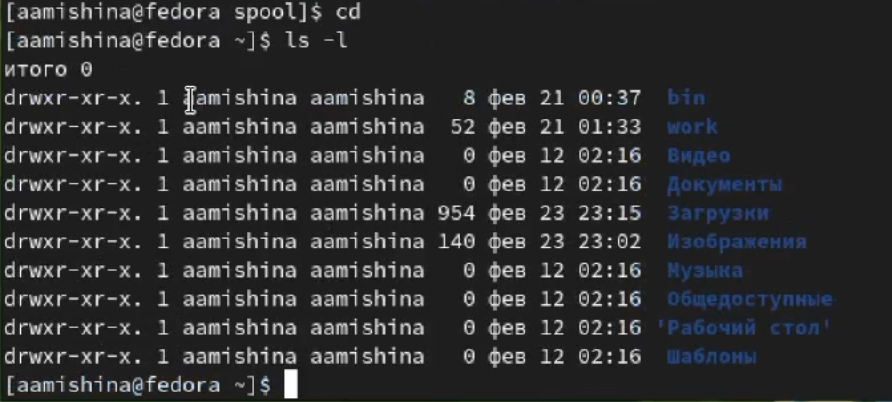 [aamishina@fedora spool]$ cd
[aamishina@fedora ~]$ ls -l
итого 0
drwxr-xr-x. 1 aamishina aamishina   8 фев 21 00:37  bin
drwxr-xr-x. 1 aamishina aamishina  52 фев 21 01:33  work
drwxr-xr-x. 1 aamishina aamishina   0 фев 12 02:16  Видео
drwxr-xr-x. 1 aamishina aamishina   0 фев 12 02:16  Документы
drwxr-xr-x. 1 aamishina aamishina 954 фев 23 23:15  Загрузки
drwxr-xr-x. 1 aamishina aamishina 140 фев 23 23:02  Изображения
drwxr-xr-x. 1 aamishina aamishina   0 фев 12 02:16  Музыка
drwxr-xr-x. 1 aamishina aamishina   0 фев 12 02:16  Общедоступные
drwxr-xr-x. 1 aamishina aamishina   0 фев 12 02:16 'Рабочий стол'
drwxr-xr-x. 1 aamishina aamishina   0 фев 12 02:16  Шаблоны
[aamishina@fedora ~]$